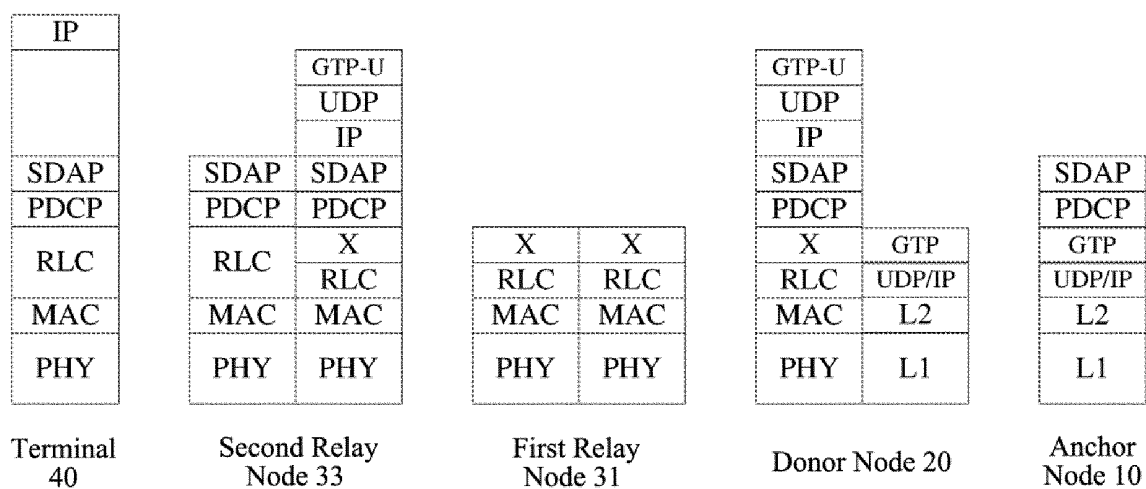 IP
GTP-U GTP-U
UDP UDP
IP IP
SDAP SDAP SDAP SDAP SDAP
PDCP PDCP PDCP PDCP PDCP
RLC RLC X X X X GTP
GTP
RLC RLC RLC RLC UDP/IP UDP/IP
MAC MAC MAC MAC MAC MAC L2 L2
PHY PHY PHY PHY PHY PHY L1 L1
Terminal
40
Second Relay
Node 33
First Relay
Node 31
Donor Node 20
Anchor
Node 10